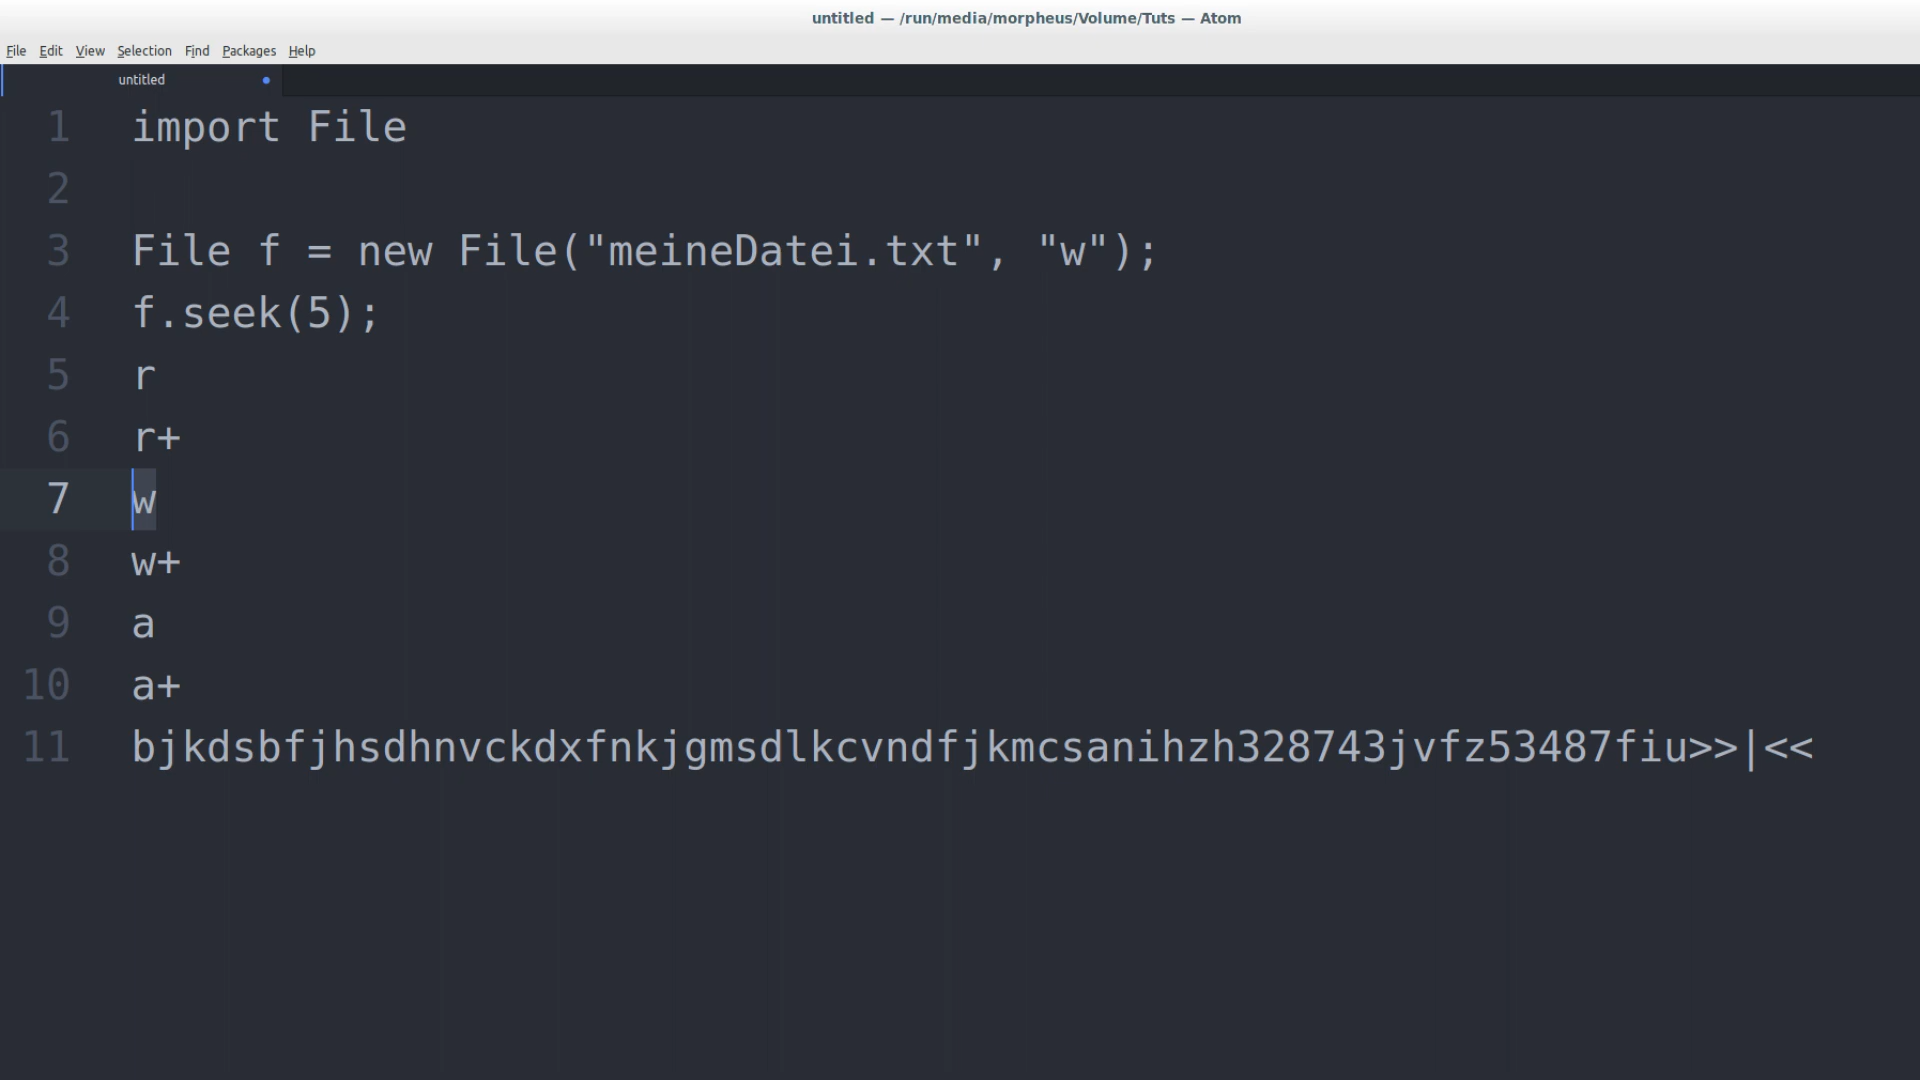 untitled — /run/media/morpheus/Volume/Tuts — Atom
File Edit View Selection Find Packages Help
untitled
1 import File
2
3 File f = new File("meineDatei.txt", "w");
4 f.seek(5);
5 r
6 r+
7 w
8 w+
9 a
10 a+
11 bjkdsbfjhsdhnvckdxfnkjgmsdlkcvndfjkmcsanihzh328743jvfz53487fiu>>|<<